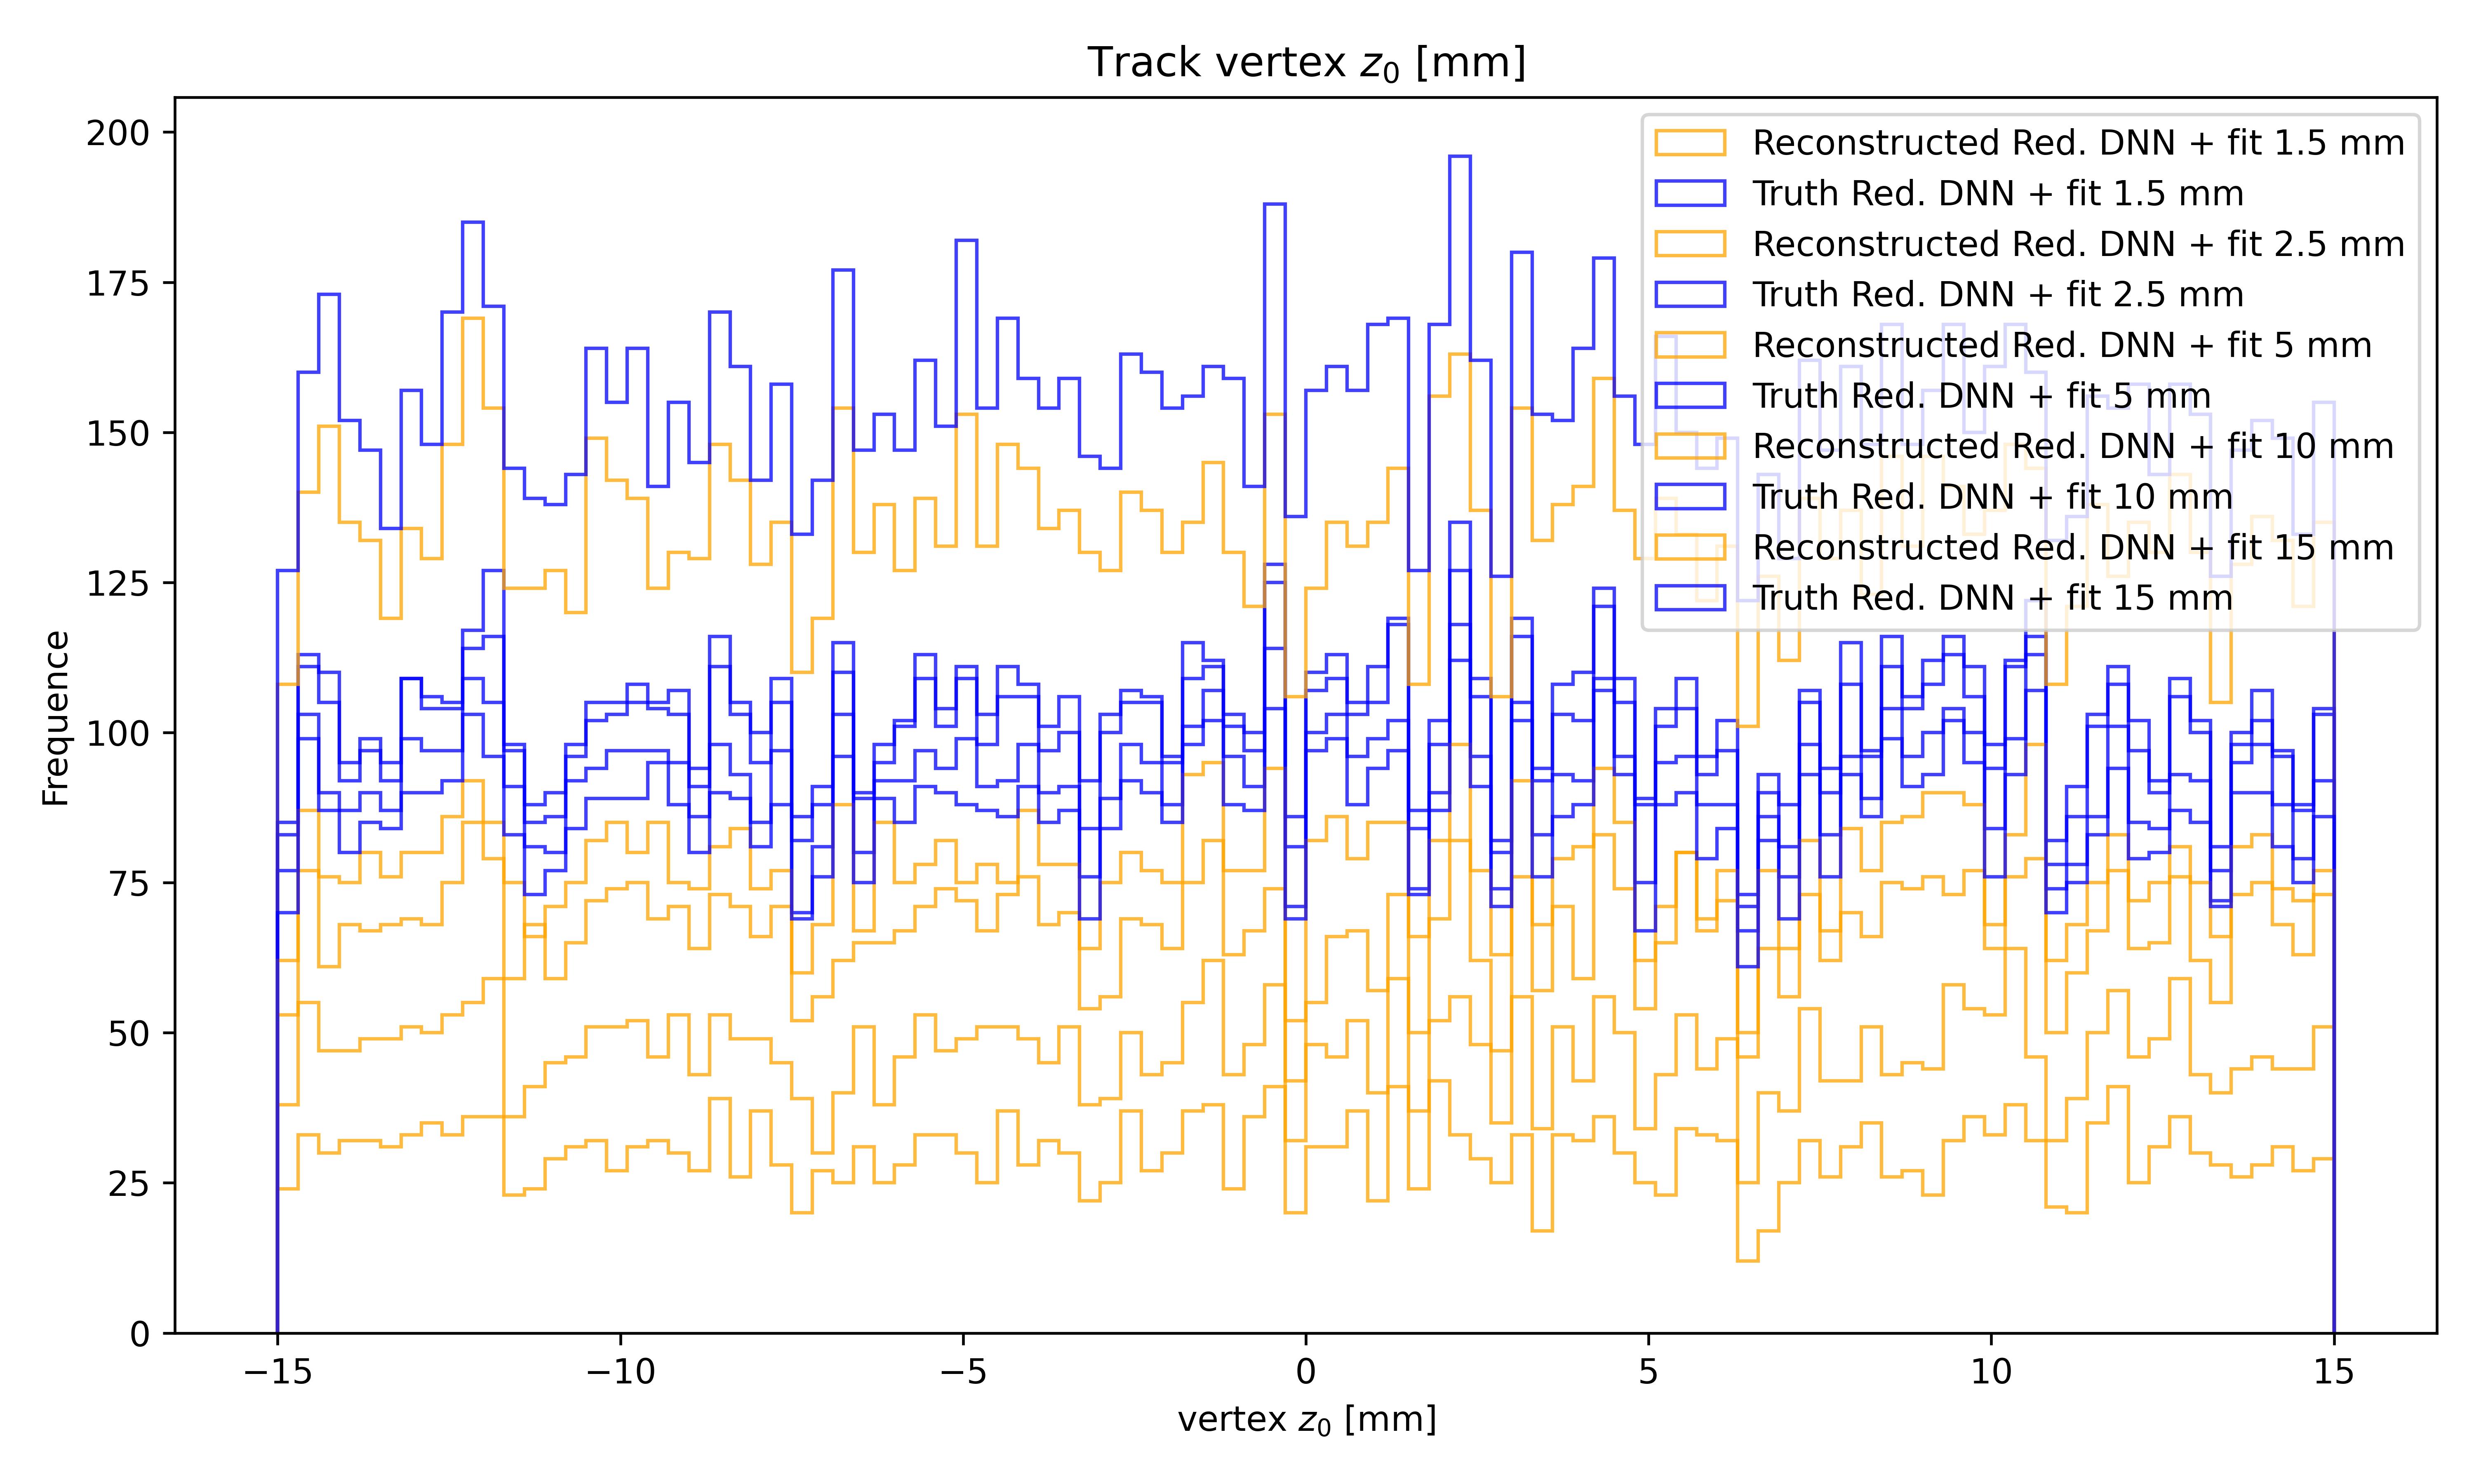 Track vertex z₀ [mm]
Frequence
200
175
150
125
100
75
50
25
0
Reconstructed Red. DNN + fit 1.5 mm
Truth Red. DNN + fit 1.5 mm
Reconstructed Red. DNN + fit 2.5 mm
Truth Red. DNN + fit 2.5 mm
Reconstructed Red. DNN + fit 5 mm
Truth Red. DNN + fit 5 mm
Reconstructed Red. DNN + fit 10 mm
Truth Red. DNN + fit 10 mm
Reconstructed Red. DNN + fit 15 mm
Truth Red. DNN + fit 15 mm
−15 −10 −5 0 5 10 15
vertex z₀ [mm]